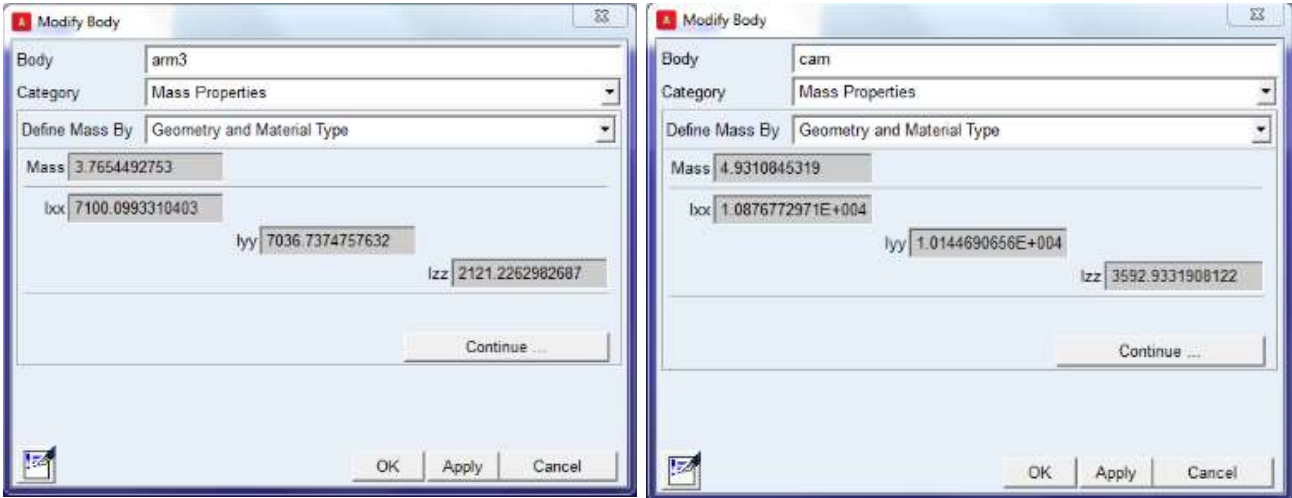 Modify Body
Body arm3
Category Mass Properties
Define Mass By Geometry and Material Type
Mass 3.7654492753
Ixx 7100.0993310403
Iyy 7036.7374757632
Izz 2121.2262982687
Continue ...
OK Apply Cancel
Modify Body
Body cam
Category Mass Properties
Define Mass By Geometry and Material Type
Mass 4.9310845319
Ixx 1.0876772971E+004
Iyy 1.0144690656E+004
Izz 3592.9331908122
Continue ...
OK Apply Cancel